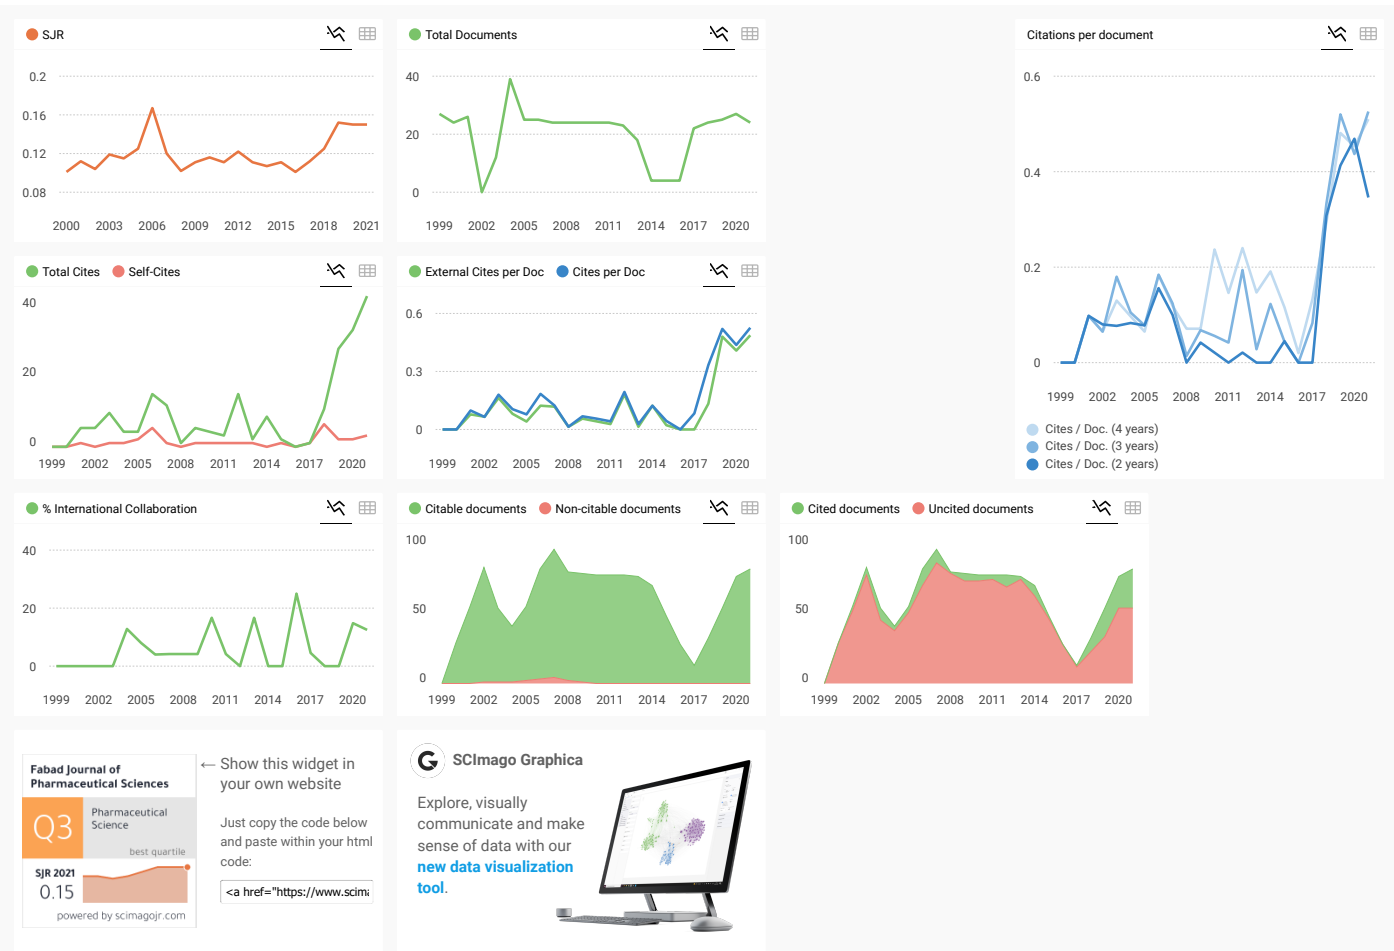 SJR
0.2
0.16
0.12
0.08
2000 2003 2006 2009 2012 2015 2018 2021
Total Documents
40
20
0
1999 2002 2005 2008 2011 2014 2017 2020
Citations per document
0.6
0.4
0.2
0
1999 2002 2005 2008 2011 2014 2017 2020
Cites / Doc. (4 years)
Cites / Doc. (3 years)
Cites / Doc. (2 years)
Total Cites Self-Cites
40
20
0
1999 2002 2005 2008 2011 2014 2017 2020
External Cites per Doc Cites per Doc
0.6
0.3
0
1999 2002 2005 2008 2011 2014 2017 2020
% International Collaboration
40
20
0
1999 2002 2005 2008 2011 2014 2017 2020
Citable documents Non-citable documents
100
50
0
1999 2002 2005 2008 2011 2014 2017 2020
Cited documents Uncited documents
100
50
0
1999 2002 2005 2008 2011 2014 2017 2020
Fabad Journal of
Pharmaceutical Sciences
Q3
Pharmaceutical
Science
best quartile
SJR 2021
0.15
powered by scimagojr.com
← Show this widget in
your own website
Just copy the code below
and paste within your html
code:
<a href="https://www.scima
G
SCImago Graphica
Explore, visually
communicate and make
sense of data with our
new data visualization
tool.